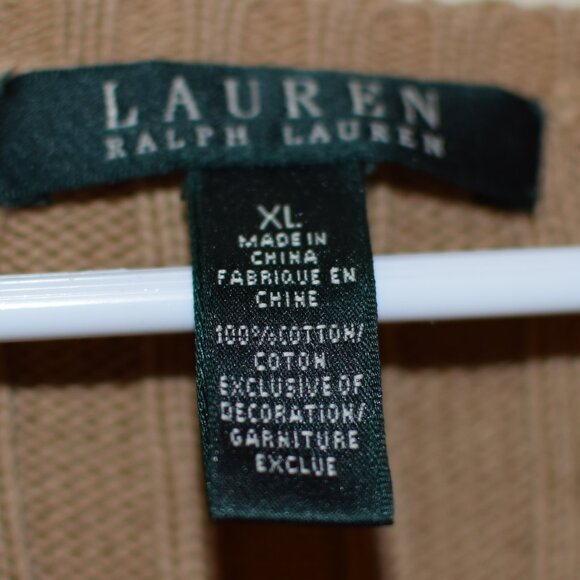 LAUREN
RALPH LAUREN
XL
MADE IN
CHINA
FABRIQUE EN
CHINE
100% COTTON/
COTON
EXCLUSIVE OF
DECORATION/
GARNITURE
EXCLUE